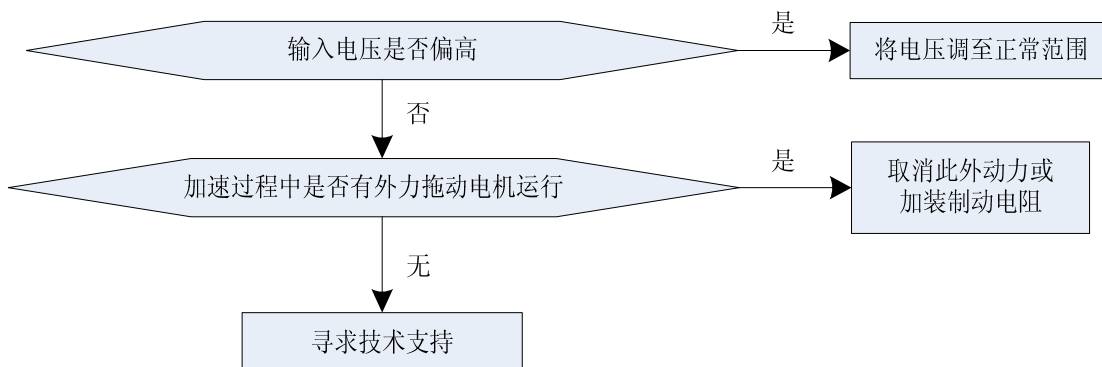 输入电压是否偏高
是
将电压调至正常范围
否
加速过程中是否有外力拖动电机运行
是
取消此外动力或
加装制动电阻
无
寻求技术支持